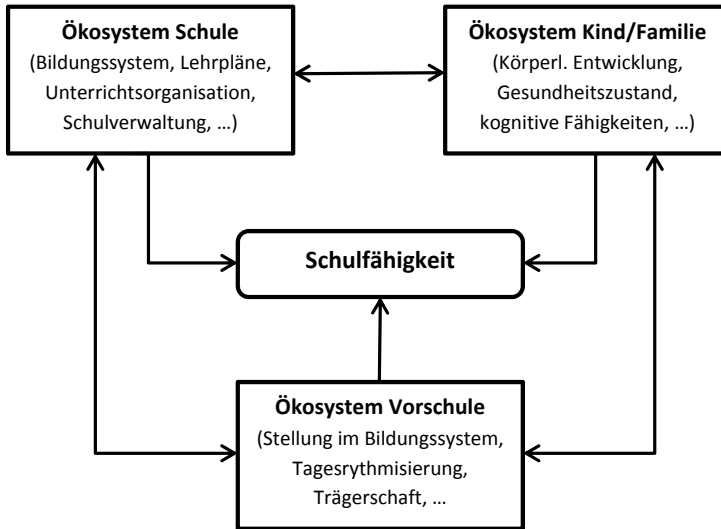 Ökosystem Schule
(Bildungssystem, Lehrpläne,
Unterrichtsorganisation,
Schulverwaltung, …)
Ökosystem Kind/Familie
(Körperl. Entwicklung,
Gesundheitszustand,
kognitive Fähigkeiten, …)
Schulfähigkeit
Ökosystem Vorschule
(Stellung im Bildungssystem,
Tagesrythmisierung,
Trägerschaft, …